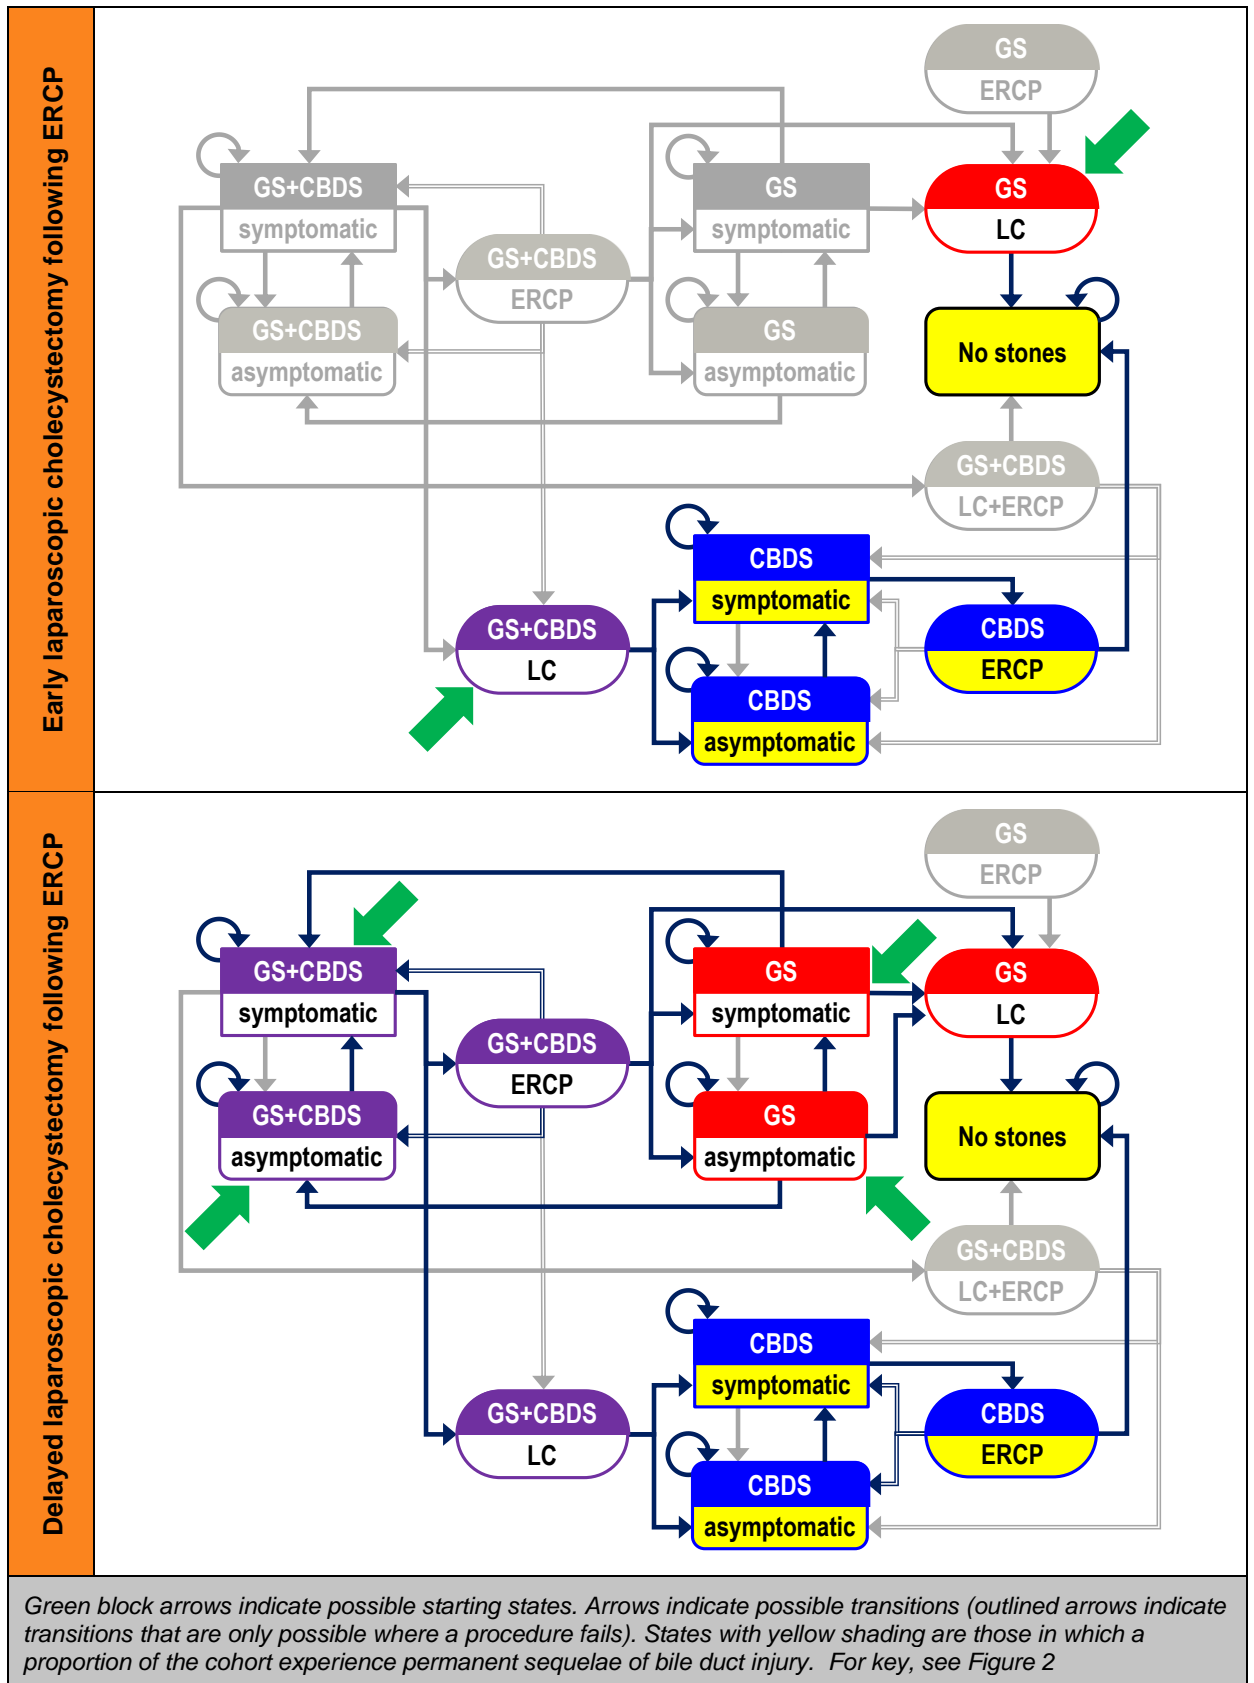 Early laparoscopic cholecystectomy following ERCP
GS
ERCP
GS+CBDS
symptomatic
GS
symptomatic
GS
LC
GS+CBDS
ERCP
GS+CBDS
asymptomatic
GS
asymptomatic
No stones
GS+CBDS
LC+ERCP
CBDS
symptomatic
GS+CBDS
LC
CBDS
ERCP
CBDS
asymptomatic
Delayed laparoscopic cholecystectomy following ERCP
GS
ERCP
GS+CBDS
symptomatic
GS
symptomatic
GS
LC
GS+CBDS
ERCP
GS+CBDS
asymptomatic
GS
asymptomatic
No stones
GS+CBDS
LC+ERCP
CBDS
symptomatic
GS+CBDS
LC
CBDS
ERCP
CBDS
asymptomatic
Green block arrows indicate possible starting states. Arrows indicate possible transitions (outlined arrows indicate
transitions that are only possible where a procedure fails). States with yellow shading are those in which a
proportion of the cohort experience permanent sequelae of bile duct injury.  For key, see Figure 2